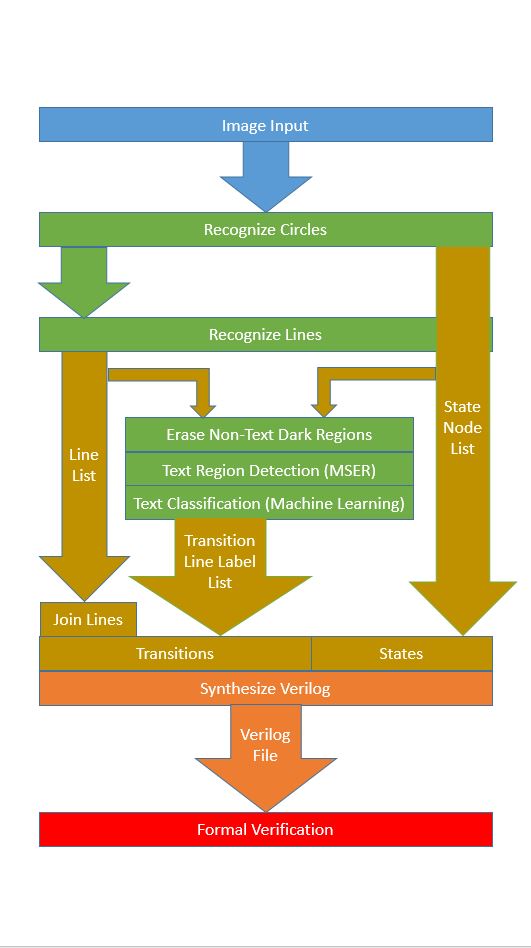 Image Input
Recognize Circles
Recognize Lines
Erase Non-Text Dark Regions
Text Region Detection (MSER)
Text Classification (Machine Learning)
Line
List
State
Node
List
Transition
Line Label
List
Join Lines
Transitions
States
Synthesize Verilog
Verilog
File
Formal Verification